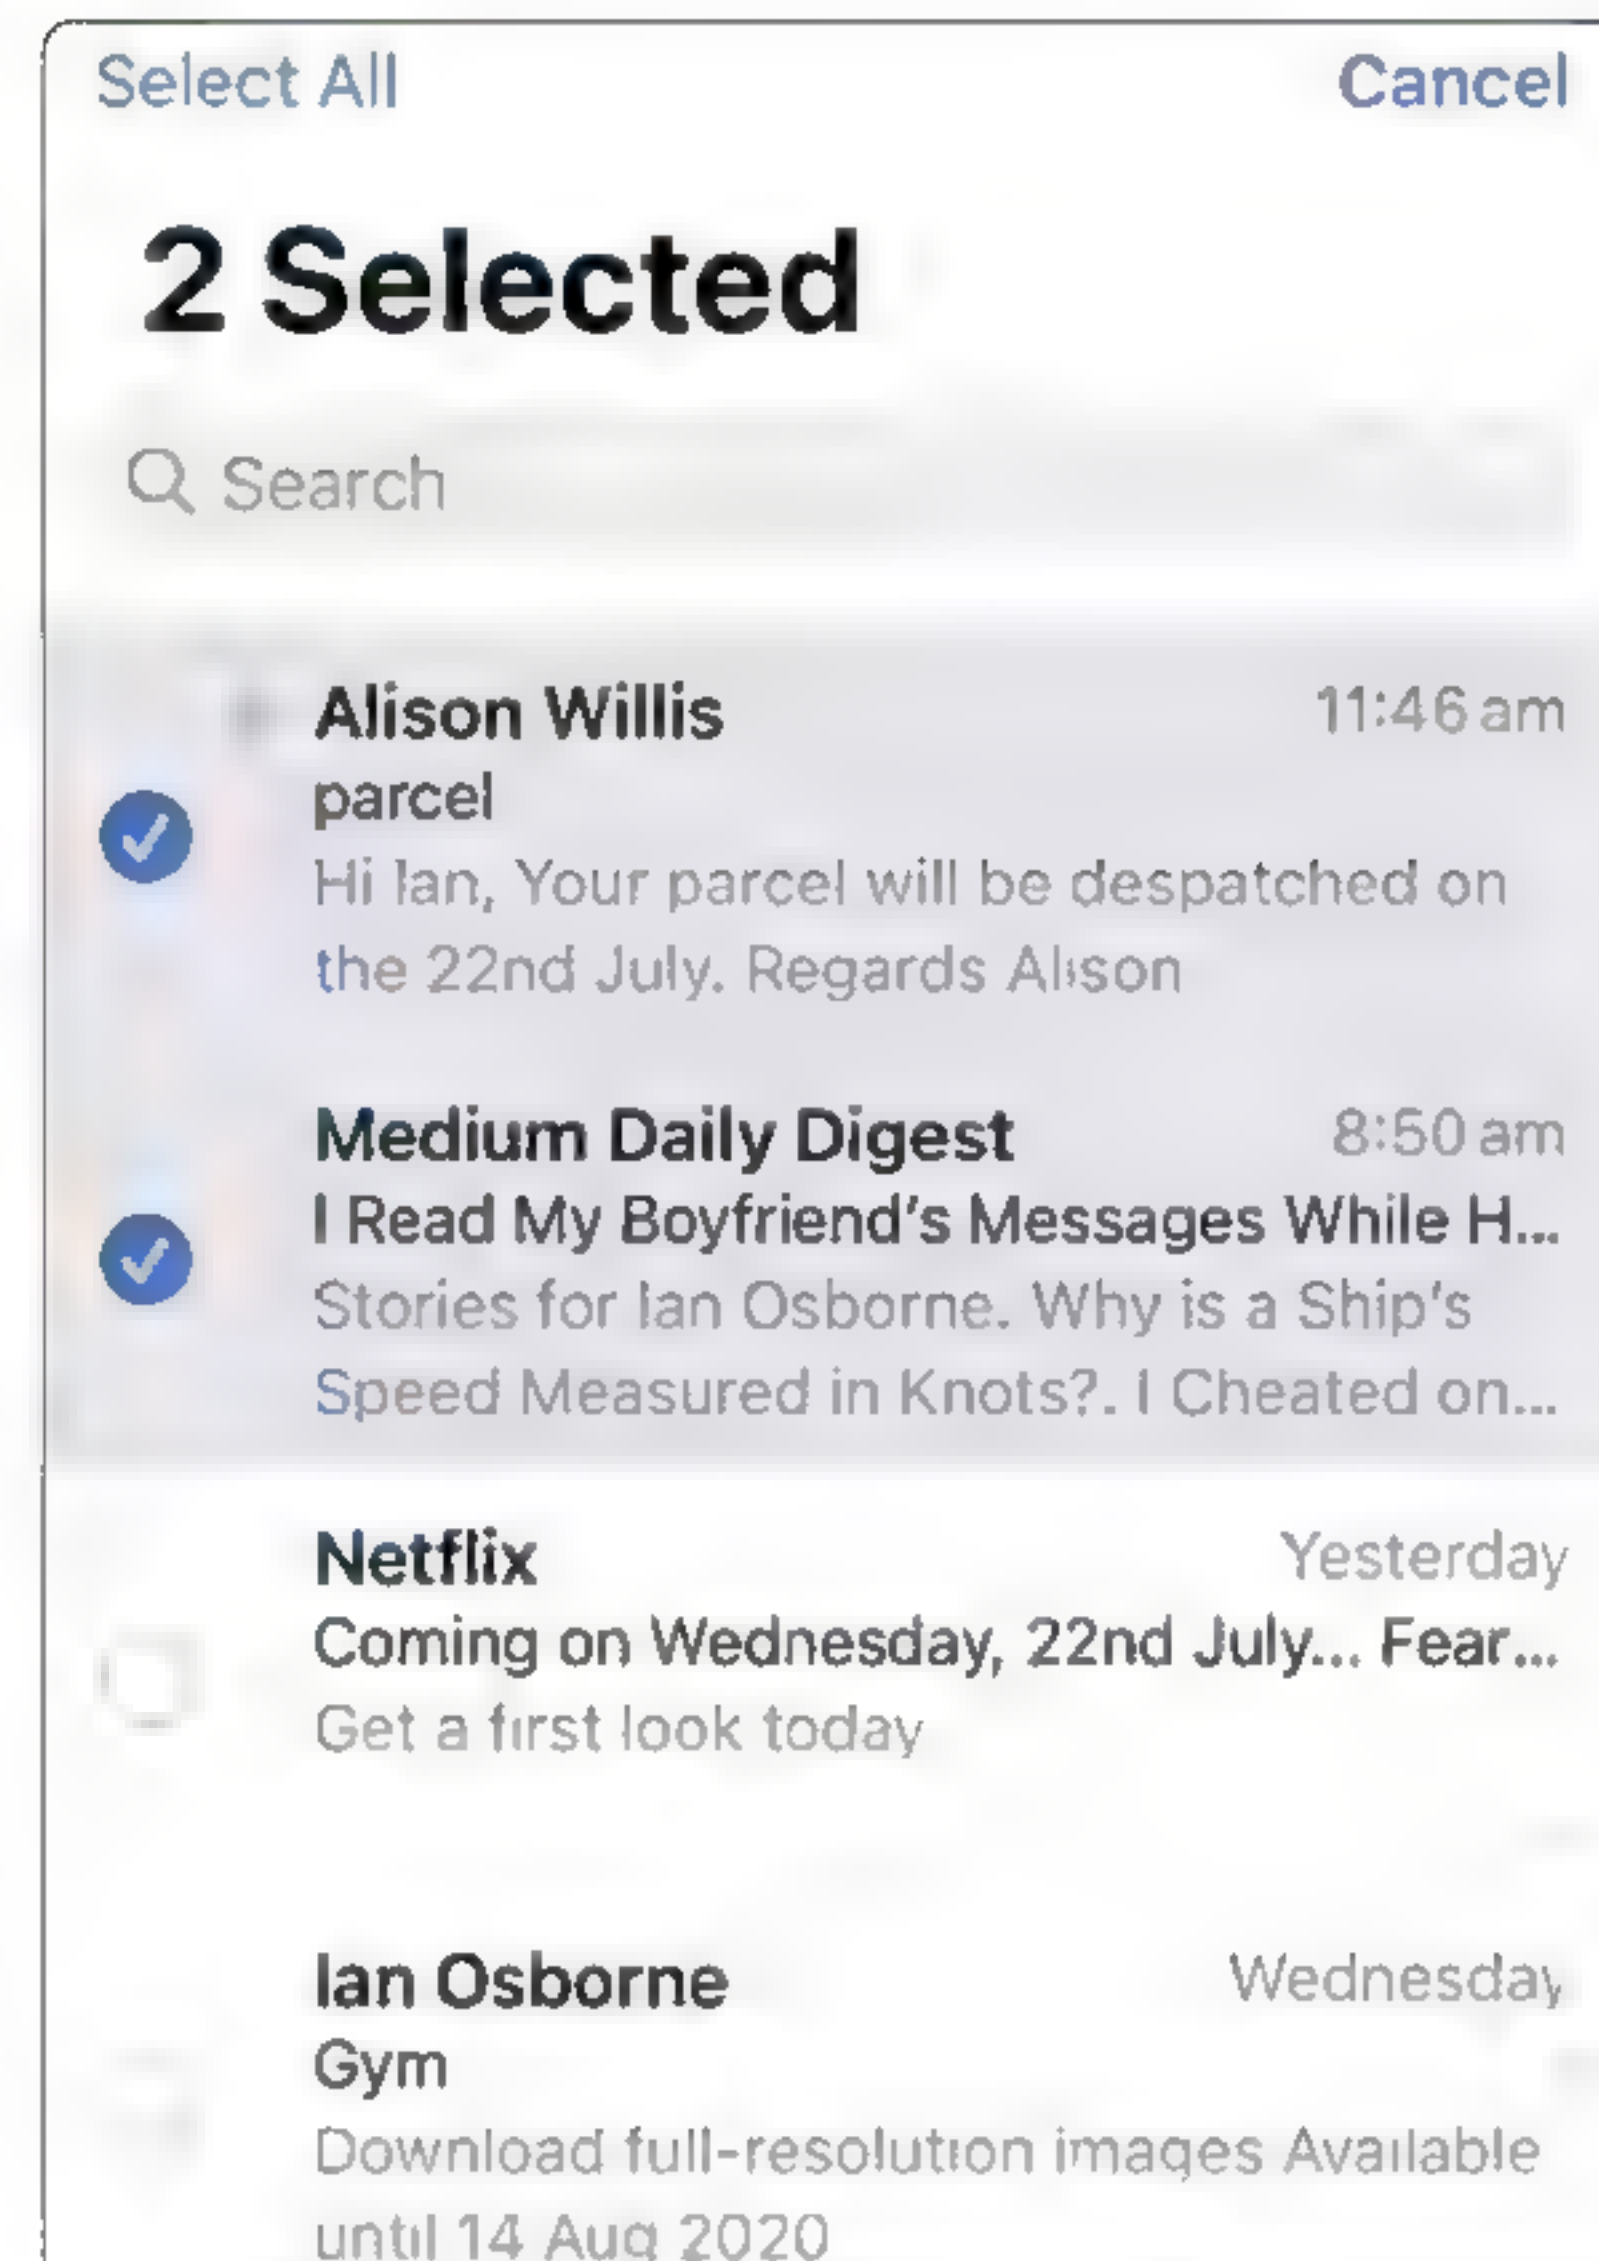 Select All Cancel
2 Selected
Search
Alison Willis 11:46 am
parcel
Hi Ian, Your parcel will be despatched on
the 22nd July. Regards Alison
Medium Daily Digest 8:50 am
I Read My Boyfriend's Messages While H...
Stories for Ian Osborne. Why is a Ship's
Speed Measured in Knots?. I Cheated on...
Netflix Yesterday
Coming on Wednesday, 22nd July... Fear...
Get a first look today
Ian Osborne Wednesday
Gym
Download full-resolution images Available
until 14 Aug 2020